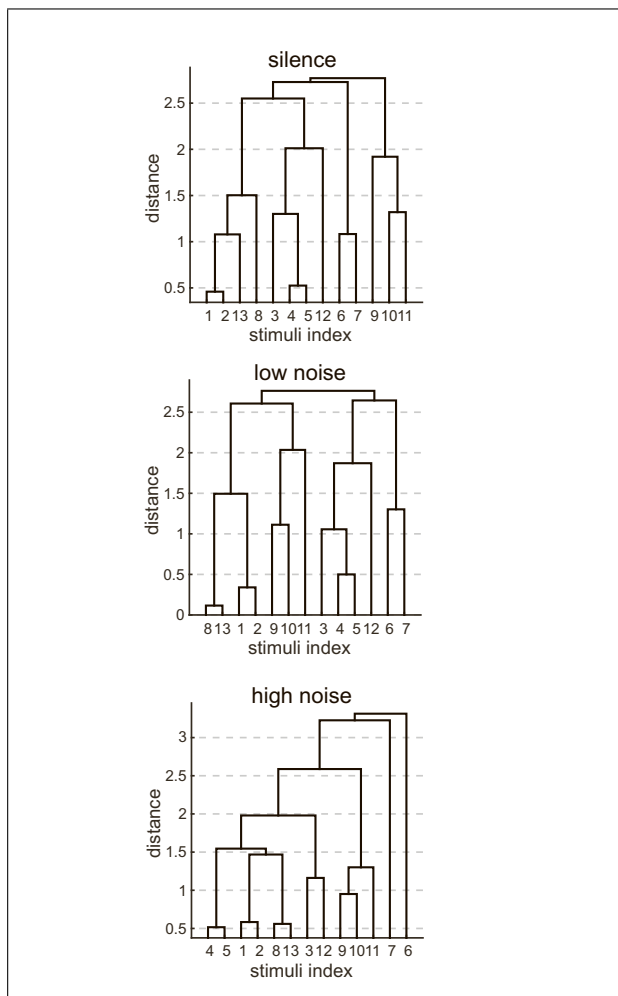 silence
distance
2.5
2
1.5
1
0.5
1 2 13 8 3 4 5 12 6 7 9 10 11
stimuli index
low noise
distance
2.5
2
1.5
1
0.5
0
8 13 1 2 9 10 11 3 4 5 12 6 7
stimuli index
high noise
distance
3
2.5
2
1.5
1
0.5
4 5 1 2 8 13 3 12 9 10 11 7 6
stimuli index